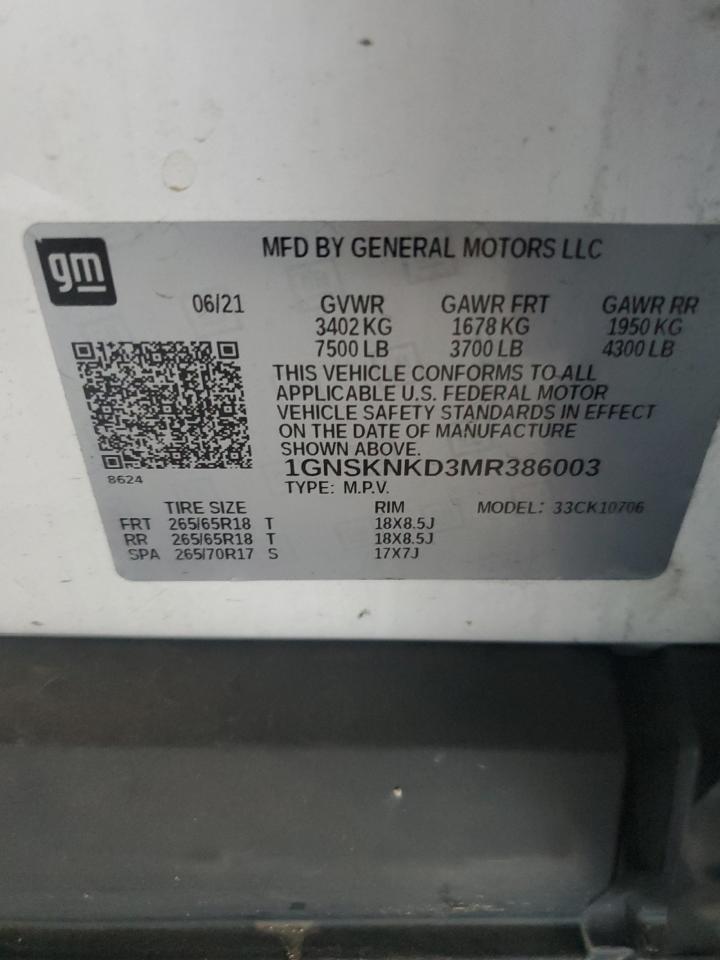 gm
MFD BY GENERAL MOTORS LLC
06/21 GVWR GAWR FRT GAWR RR
3402 KG 1678 KG 1950 KG
7500 LB 3700 LB 4300 LB
THIS VEHICLE CONFORMS TO ALL
APPLICABLE U.S. FEDERAL MOTOR
VEHICLE SAFETY STANDARDS IN EFFECT
ON THE DATE OF MANUFACTURE
SHOWN ABOVE.
1GNSKNKD3MR386003
8624
TYPE: M.P.V.
TIRE SIZE RIM MODEL: 33CK10706
FRT 265/65R18 T 18X8.5J
RR 265/65R18 T 18X8.5J
SPA 265/70R17 S 17X7J